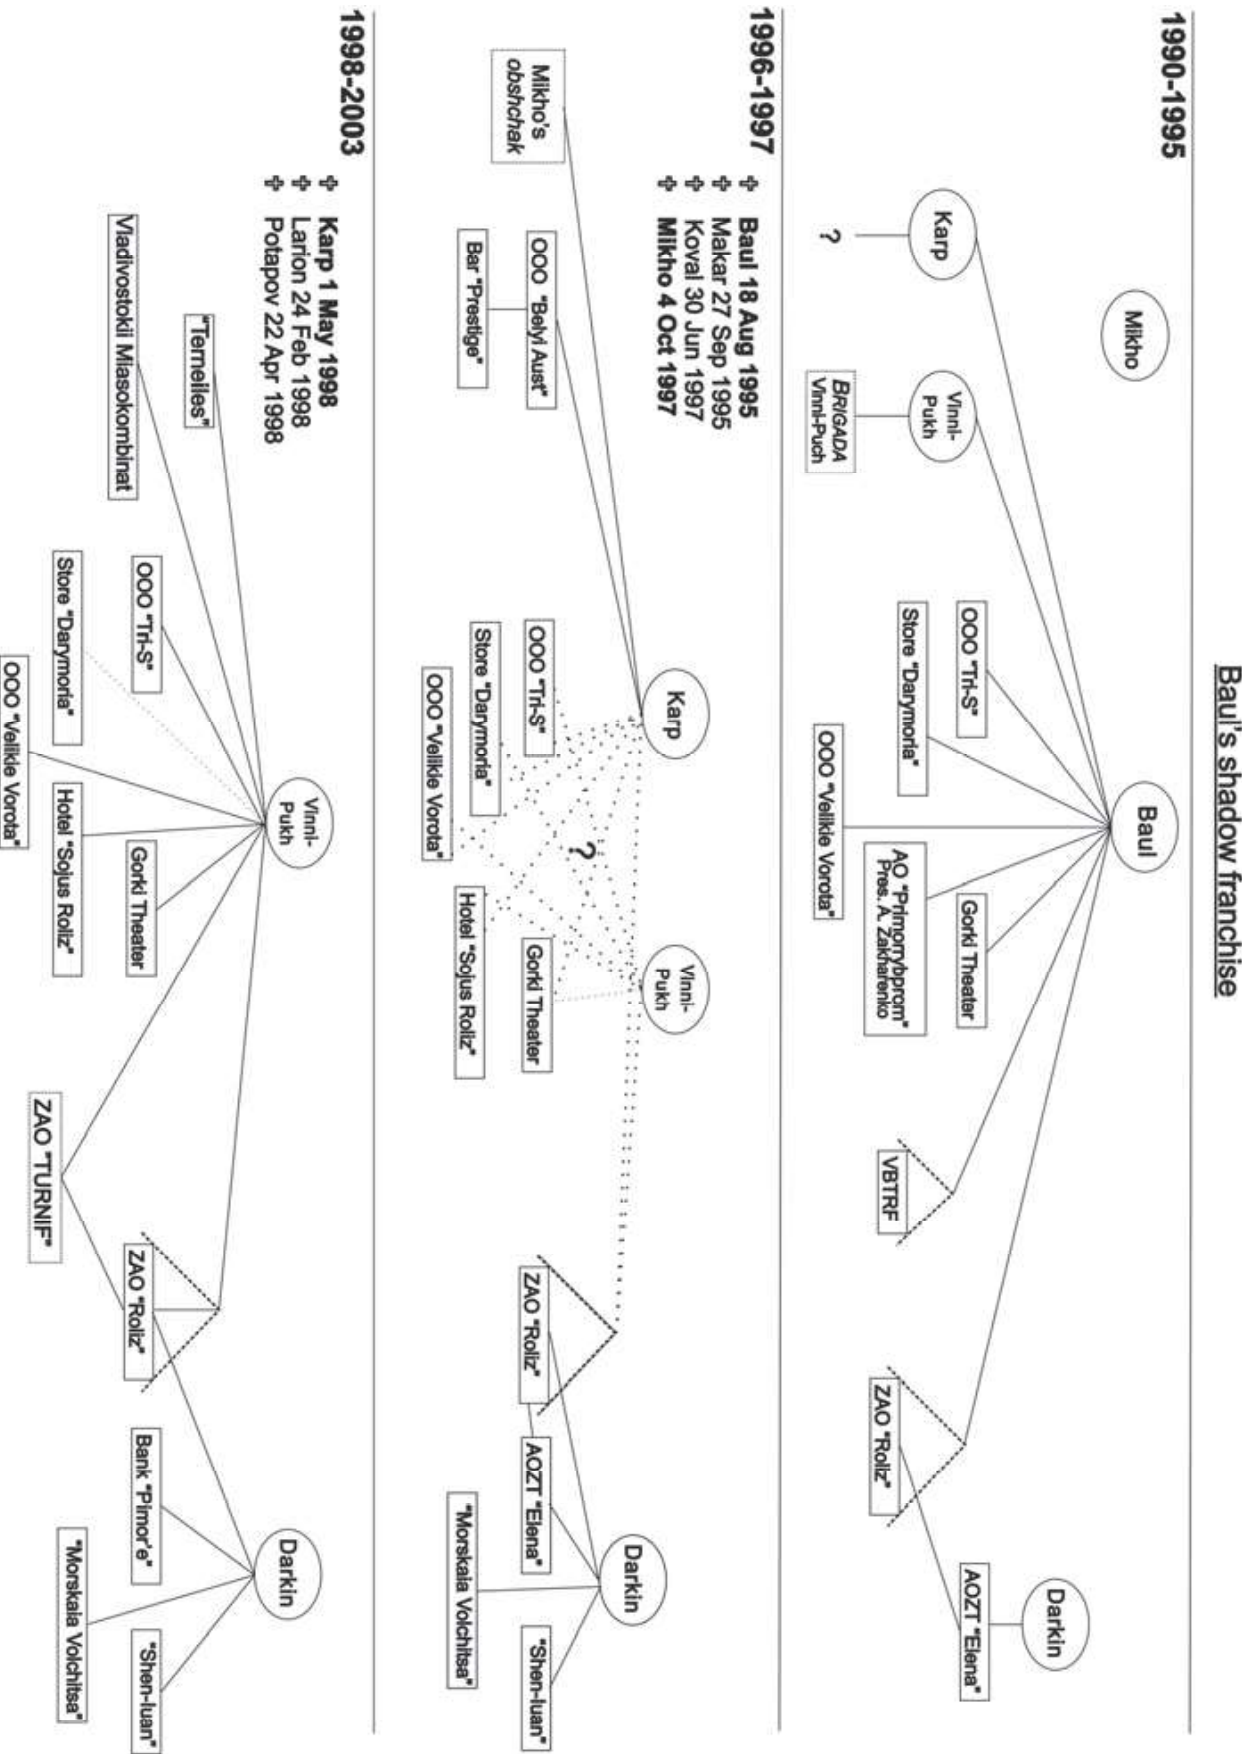 Baul's shadow franchise
1990-1995
Mikho
Baul
Karp
Vinni-
Pukh
Darkin
?
BRIGADA
Vinni-Puch
OOO "Tri-S"
Store "Darymoria"
OOO "Velikie Vorota"
AO "Primorrybprom"
Pres. A. Zakharenko
Gorki Theater
VBTRF
ZAO "Roliz"
AOZT "Elena"
1996-1997
✞ Baul 18 Aug 1995
✞ Makar 27 Sep 1995
✞ Koval 30 Jun 1997
✞ Mikho 4 Oct 1997
Karp
Vinni-
Pukh
Darkin
Mikho's
obshchak
OOO "Belyi Aust"
Bar "Prestige"
OOO "Tri-S"
Store "Darymoria"
OOO "Velikie Vorota"
?
Hotel "Sojus Roliz"
Gorki Theater
ZAO "Roliz"
AOZT "Elena"
"Morskaia Volchitsa"
"Shen-Iuan"
1998-2003
✞ Karp 1 May 1998
✞ Larion 24 Feb 1998
✞ Potapov 22 Apr 1998
Vinni-
Pukh
Darkin
"Terneiles"
Vladivostokii Miasokombinat
OOO "Tri-S"
Store "Darymoria"
OOO "Velikie Vorota"
Hotel "Sojus Roliz"
Gorki Theater
ZAO "TURNIF"
ZAO "Roliz"
Bank "Pimor'e"
"Morskaia Volchitsa"
"Shen-Iuan"